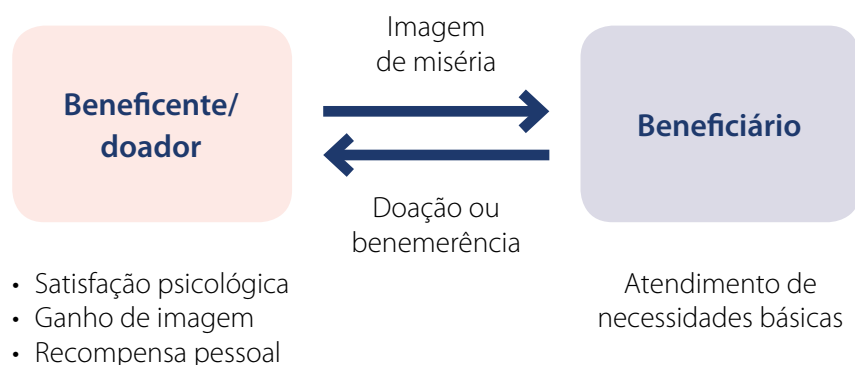 Imagem
de miséria
Beneficente/
doador
Beneficiário
Doação ou
benemerência
• Satisfação psicológica
• Ganho de imagem
• Recompensa pessoal
Atendimento de
necessidades básicas